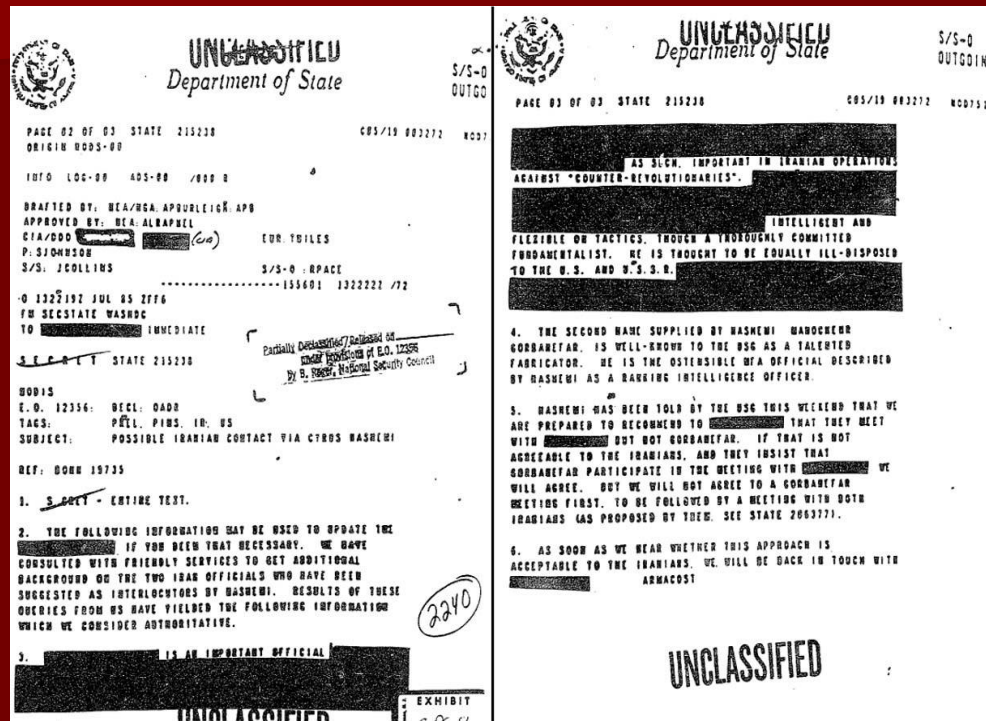 UNCLASSIFIED
Department of State
S/S-O
OUTGO
PAGE 02 OF 03 STATE 215238 C05/19 003272 NOD7
ORIGIN NODS-00
INFO LOG-00 ADS-00 /000 R
DRAFTED BY: NEA/NGA:APBURLEIGH:APB
APPROVED BY: NEA:ALRAPHEL
CIA/DDO (CIA) EUR:
P:SJOHNSON
S/S: JCOLLINS S/S-O :RPACE
155601 132222Z /72
O 132219Z JUL 85 ZFF6
FM SECSTATE WASHDC
TO IMMEDIATE
S E C R E T STATE 215238
Partially Declassified/Released on
under provisions of E.O. 12356
by B. Reger, National Security Council
NODIS
E.O. 12356: DECL: OADR
TAGS: PREL, PINS, IR, US
SUBJECT: POSSIBLE IRANIAN CONTACT VIA CYRUS HASHEMI
REF: BONN 19735
1. S CRET - ENTIRE TEXT.
2. THE FOLLOWING INFORMATION MAY BE USED TO UPDATE THE
IF YOU DEEM THAT NECESSARY. WE HAVE
CONSULTED WITH FRIENDLY SERVICES TO GET ADDITIONAL
BACKGROUND ON THE TWO IRAN OFFICIALS WHO HAVE BEEN
SUGGESTED AS INTERLOCUTORS BY HASHEMI. RESULTS OF THESE
QUERIES FROM US HAVE YIELDED THE FOLLOWING INFORMATION
WHICH WE CONSIDER AUTHORITATIVE.
2240
3. IS AN IMPORTANT OFFICIAL
UNCLASSIFIED
EXHIBIT
UNCLASSIFIED
Department of State
S/S-O
OUTGOIN
PAGE 03 OF 03 STATE 215238 C05/19 003272 NOD75
AS SUCH, IMPORTANT IN IRANIAN OPERATIONS
AGAINST "COUNTER-REVOLUTIONARIES".
INTELLIGENT AND
FLEXIBLE ON TACTICS, THOUGH A THOROUGHLY COMMITTED
FUNDAMENTALIST. HE IS THOUGHT TO BE EQUALLY ILL-DISPOSED
TO THE U.S. AND U.S.S.R.
4. THE SECOND NAME SUPPLIED BY HASHEMI MANOCHEHR
GORBANEFAR, IS WELL-KNOWN TO THE USG AS A TALENTED
FABRICATOR. HE IS THE OSTENSIBLE MFA OFFICIAL DESCRIBED
BY HASHEMI AS A RANKING INTELLIGENCE OFFICER.
5. HASHEMI HAS BEEN TOLD BY THE USG THIS WEEKEND THAT WE
ARE PREPARED TO RECOMMEND TO THAT THEY MEET
WITH BUT NOT GORBANEFAR. IF THAT IS NOT
AGREEABLE TO THE IRANIANS, AND THEY INSIST THAT
GORBANEFAR PARTICIPATE IN THE MEETING WITH WE
WILL AGREE. BUT WE WILL NOT AGREE TO A GORBANEFAR
MEETING FIRST, TO BE FOLLOWED BY A MEETING WITH BOTH
IRANIANS (AS PROPOSED BY THEM. SEE STATE 206377).
6. AS SOON AS WE HEAR WHETHER THIS APPROACH IS
ACCEPTABLE TO THE IRANIANS, WE WILL BE BACK IN TOUCH WITH
ARMACOST
UNCLASSIFIED